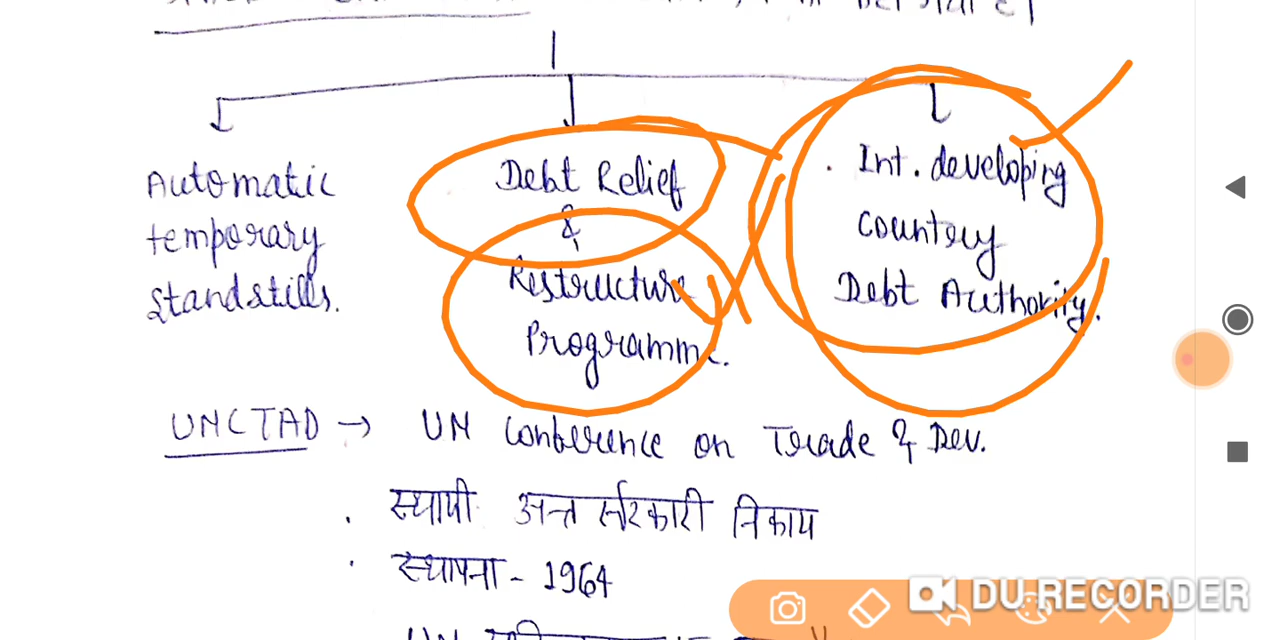 Automatic
temporary
standstills.
Debt Relief
&
Restructure
Programme.
. Int. developing
Country
Debt Authority.
UNCTAD → UN Conference on Trade & Dev.
. स्थायी अन्त र्सरकारी निकाय
. स्थापना - 1964
DU RECORDER